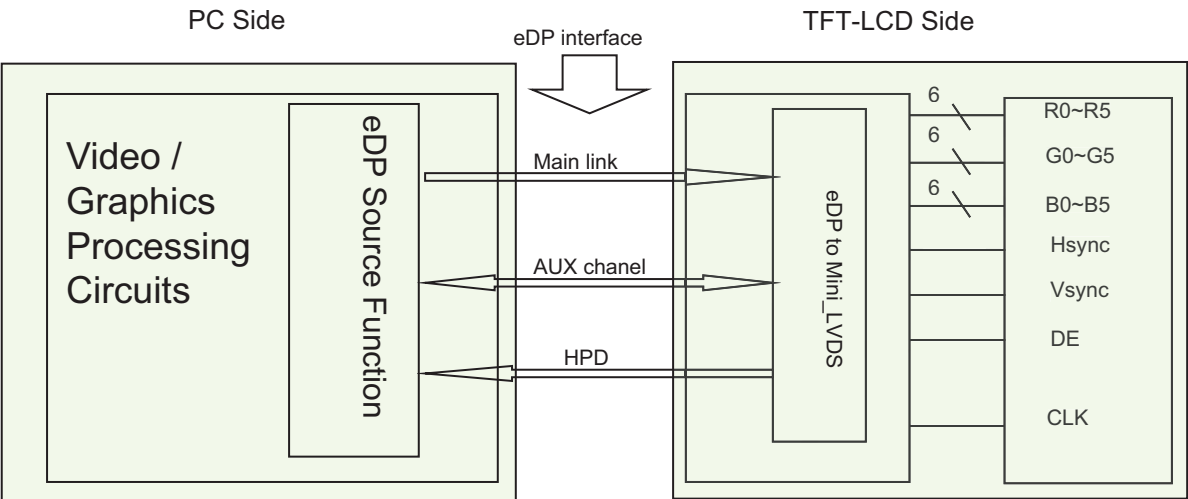 PC Side
eDP interface
TFT-LCD Side
Video /
Graphics
Processing
Circuits
eDP Source Function
Main link
AUX chanel
HPD
eDP to Mini_LVDS
6
R0~R5
6
G0~G5
6
B0~B5
Hsync
Vsync
DE
CLK